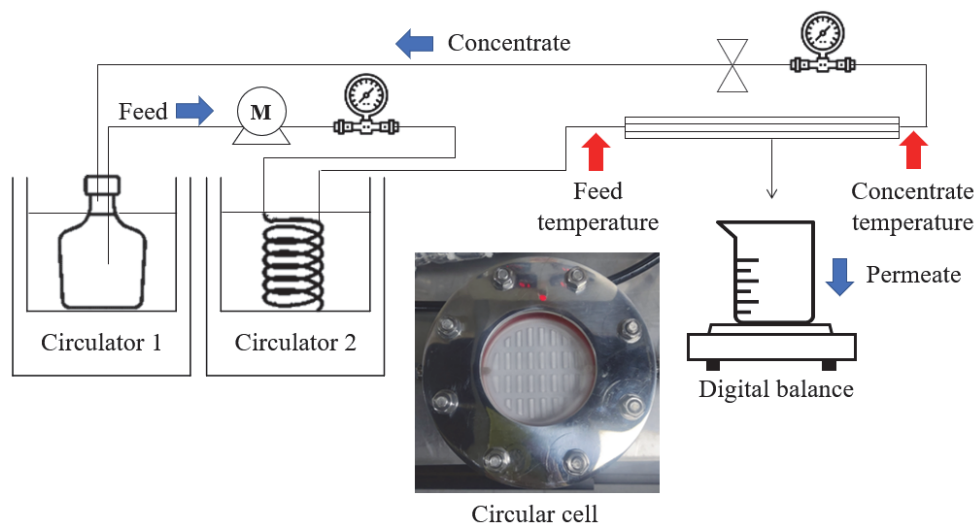 Concentrate
Feed
M
Feed
temperature
Concentrate
temperature
Permeate
Circulator 1
Circulator 2
Digital balance
Circular cell